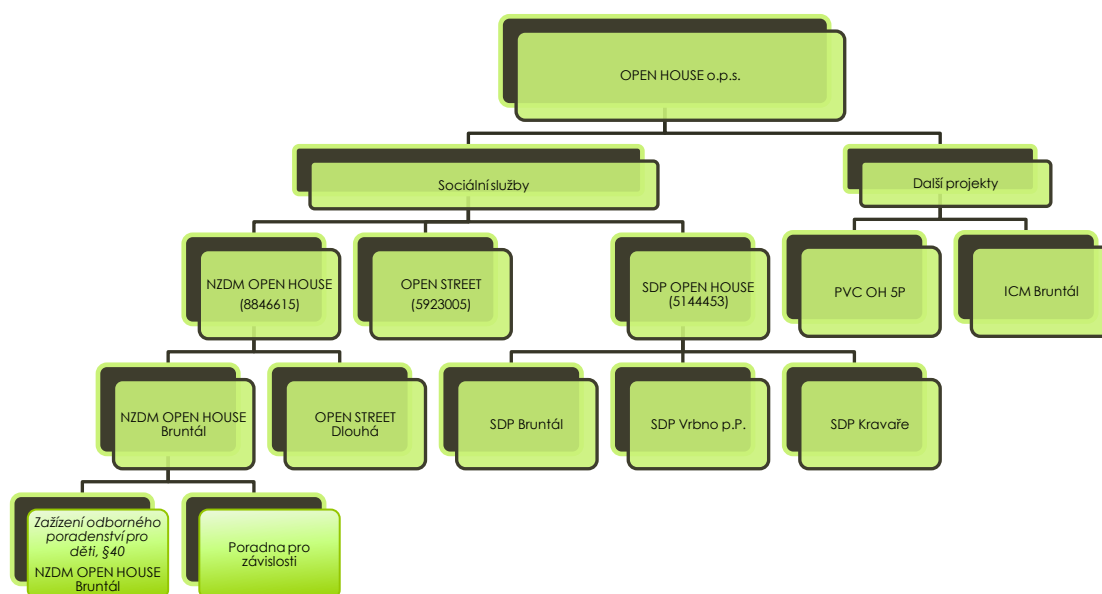 OPEN HOUSE o.p.s.
Sociální služby
Další projekty
NZDM OPEN HOUSE
(8846615)
OPEN STREET
(5923005)
SDP OPEN HOUSE
(5144453)
PVC OH 5P
ICM Bruntál
NZDM OPEN HOUSE
Bruntál
OPEN STREET
Dlouhá
SDP Bruntál
SDP Vrbno p.P.
SDP Kravaře
Zažízení odborného
poradenství pro
děti, §40
NZDM OPEN HOUSE
Bruntál
Poradna pro
závislosti